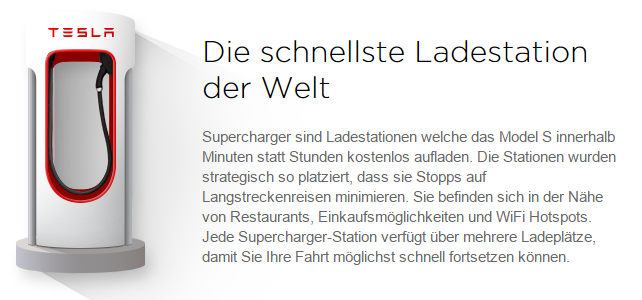 TESLA
Die schnellste Ladestation
der Welt
Supercharger sind Ladestationen welche das Model S innerhalb
Minuten statt Stunden kostenlos aufladen. Die Stationen wurden
strategisch so platziert, dass sie Stopps auf
Langstreckenreisen minimieren. Sie befinden sich in der Nähe
von Restaurants, Einkaufsmöglichkeiten und WiFi Hotspots.
Jede Supercharger-Station verfügt über mehrere Ladeplätze,
damit Sie Ihre Fahrt möglichst schnell fortsetzen können.